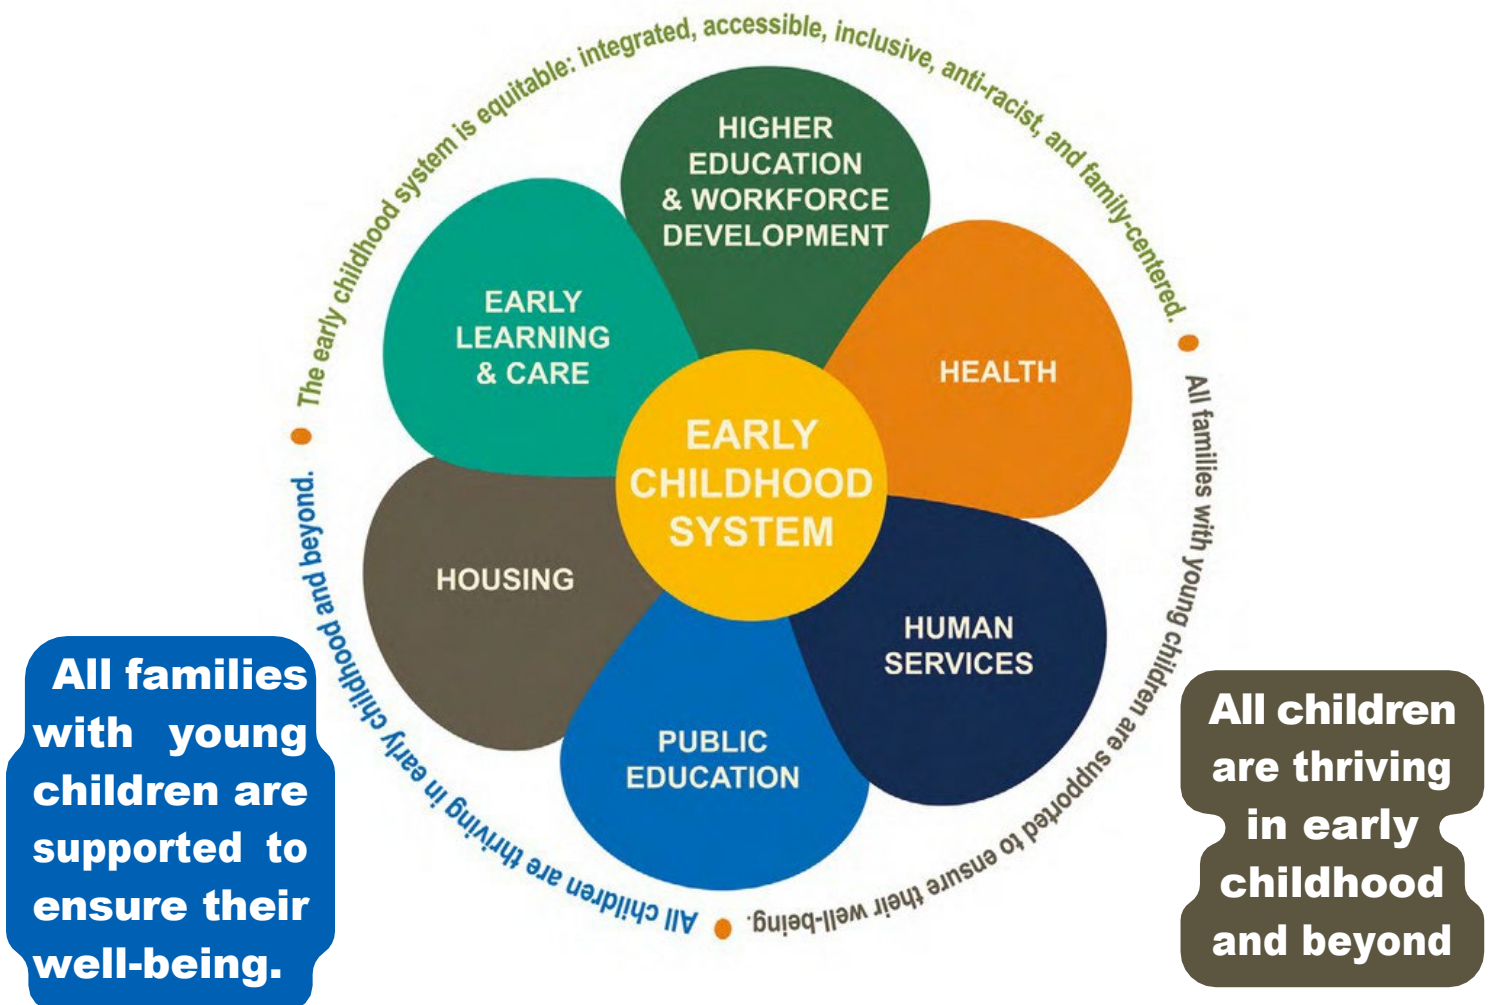 The early childhood system is equitable: integrated, accessible, inclusive, anti-racist, and family-centered.
All families with young children are supported to ensure their well-being.
All children are thriving in early childhood and beyond.
HIGHER
EDUCATION
& WORKFORCE
DEVELOPMENT
EARLY
LEARNING
& CARE
HEALTH
EARLY
CHILDHOOD
SYSTEM
HOUSING
HUMAN
SERVICES
PUBLIC
EDUCATION
All families
with young
children are
supported to
ensure their
well-being.
All children
are thriving
in early
childhood
and beyond